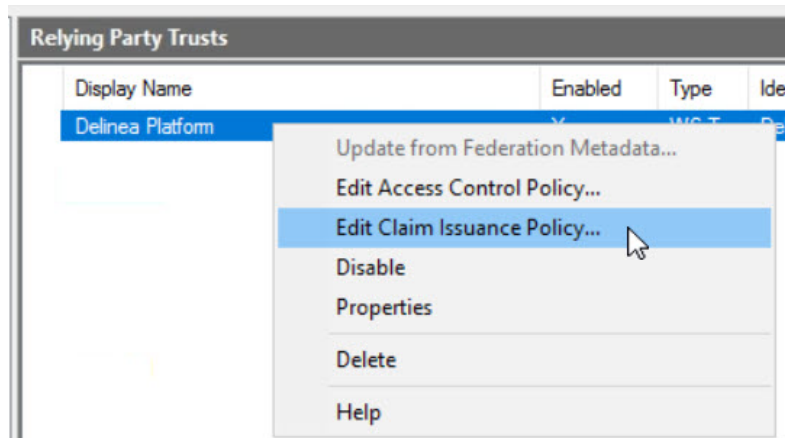 Relying Party Trusts
Display Name Enabled Type Ide
Delinea Platform
Update from Federation Metadata...
Edit Access Control Policy...
Edit Claim Issuance Policy...
Disable
Properties
Delete
Help